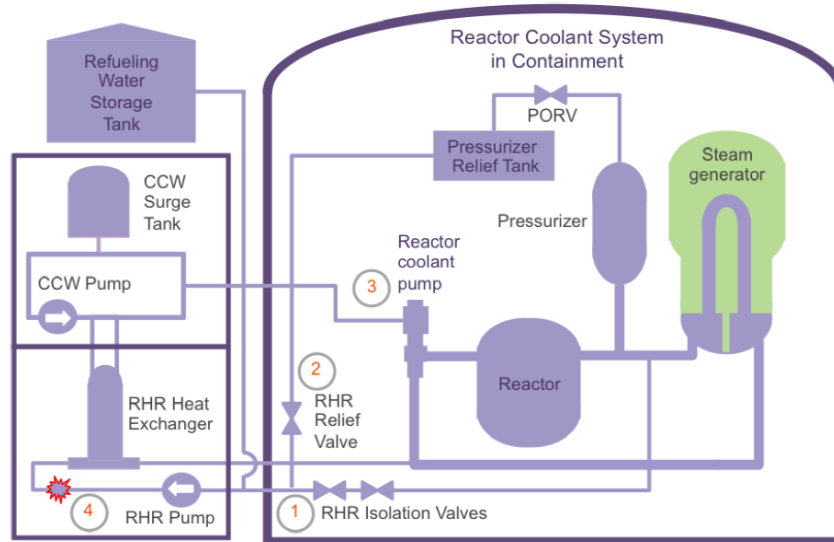 Reactor Coolant System
in Containment
Refueling
Water
Storage
Tank
PORV
Pressurizer
Relief Tank
Steam
generator
CCW
Surge
Tank
Pressurizer
Reactor
coolant
pump
3
CCW Pump
2
RHR
Relief
Valve
Reactor
RHR Heat
Exchanger
4
RHR Pump
1
RHR Isolation Valves